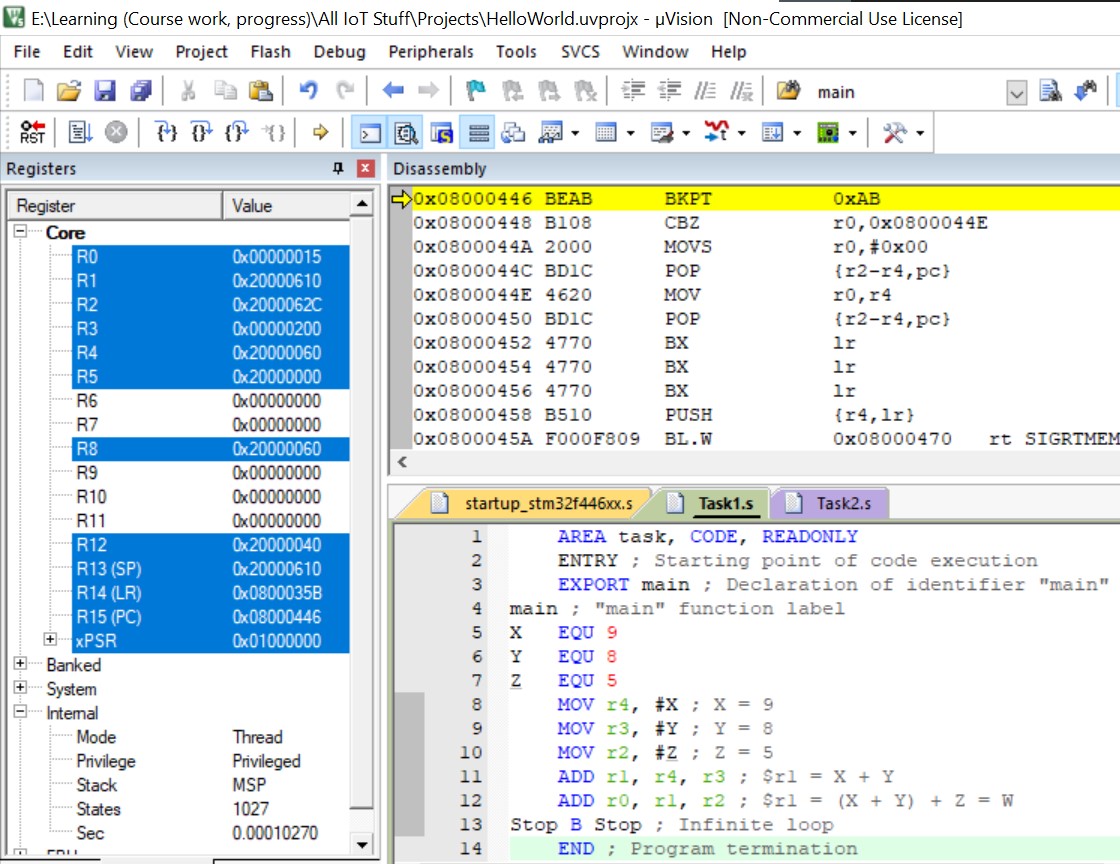 E:\Learning (Course work, progress)\All IoT Stuff\Projects\HelloWorld.uvprojx - µVision [Non-Commercial Use License]
File Edit View Project Flash Debug Peripherals Tools SVCS Window Help
main
RST
Registers
Register Value
Core
R0 0x00000015
R1 0x20000610
R2 0x2000062C
R3 0x00000200
R4 0x20000060
R5 0x20000000
R6 0x00000000
R7 0x00000000
R8 0x20000060
R9 0x00000000
R10 0x00000000
R11 0x00000000
R12 0x20000040
R13 (SP) 0x20000610
R14 (LR) 0x0800035B
R15 (PC) 0x08000446
xPSR 0x01000000
Banked
System
Internal
Mode Thread
Privilege Privileged
Stack MSP
States 1027
Sec 0.00010270
Disassembly
0x08000446 BEAB BKPT 0xAB
0x08000448 B108 CBZ r0,0x0800044E
0x0800044A 2000 MOVS r0,#0x00
0x0800044C BD1C POP {r2-r4,pc}
0x0800044E 4620 MOV r0,r4
0x08000450 BD1C POP {r2-r4,pc}
0x08000452 4770 BX lr
0x08000454 4770 BX lr
0x08000456 4770 BX lr
0x08000458 B510 PUSH {r4,lr}
0x0800045A F000F809 BL.W 0x08000470 rt SIGRTMEM
startup_stm32f446xx.s Task1.s Task2.s
1 AREA task, CODE, READONLY
2 ENTRY ; Starting point of code execution
3 EXPORT main ; Declaration of identifier "main"
4 main ; "main" function label
5 X EQU 9
6 Y EQU 8
7 Z EQU 5
8 MOV r4, #X ; X = 9
9 MOV r3, #Y ; Y = 8
10 MOV r2, #Z ; Z = 5
11 ADD r1, r4, r3 ; $r1 = X + Y
12 ADD r0, r1, r2 ; $r1 = (X + Y) + Z = W
13 Stop B Stop ; Infinite loop
14 END ; Program termination